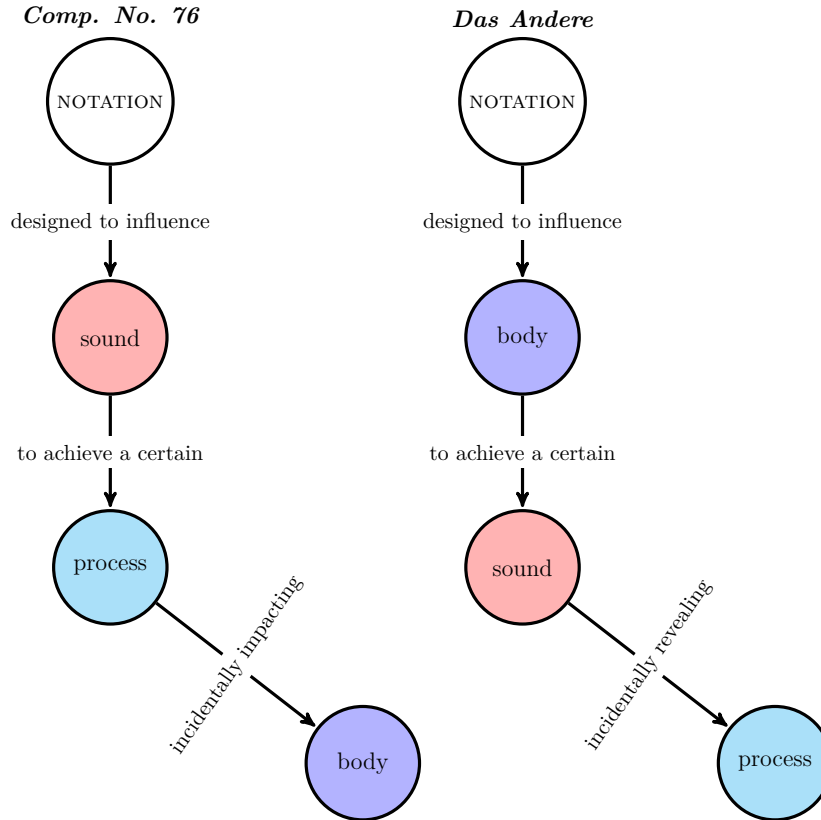 Comp. No. 76
NOTATION
designed to influence
sound
to achieve a certain
process
incidentally impacting
body
Das Andere
NOTATION
designed to influence
body
to achieve a certain
sound
incidentally revealing
process